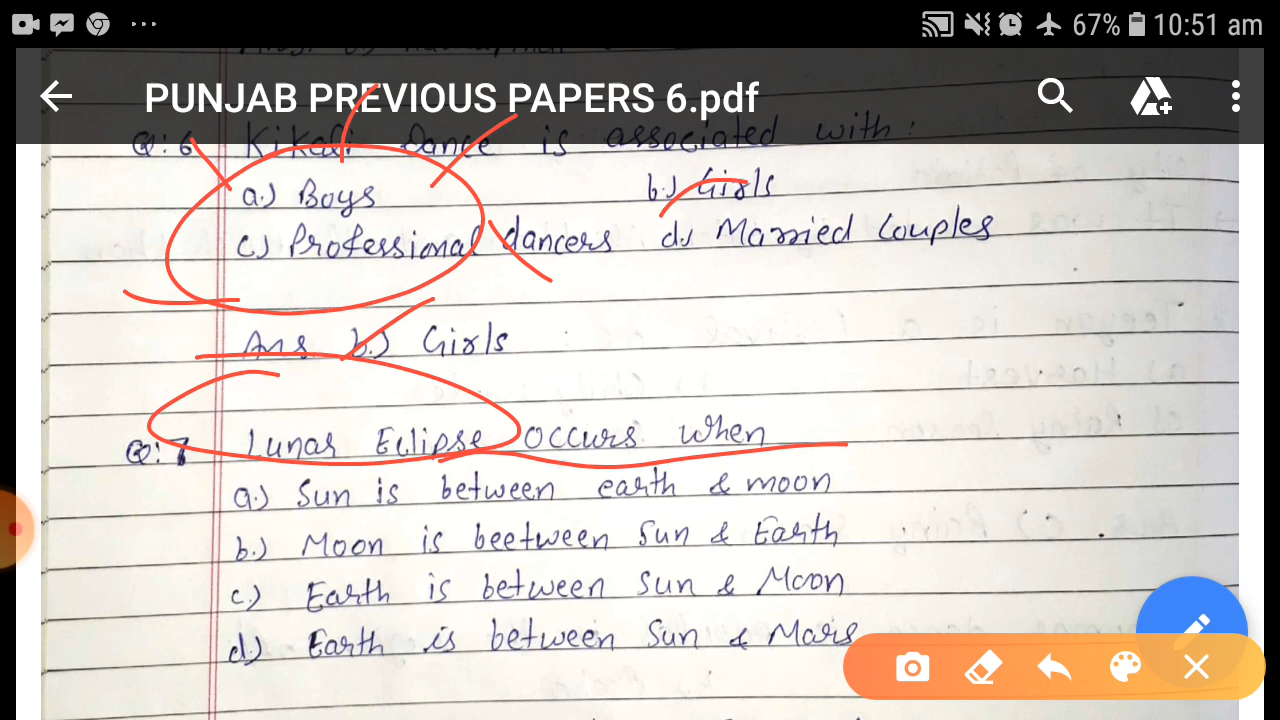 67% 10:51 am
PUNJAB PREVIOUS PAPERS 6.pdf
Q:6 Kikali Dance is associated with:
a.) Boys b.) Girls
c.) Professional dancers d.) Married Couples
Ans b.) Girls
Q:7 Lunar Eclipse occurs when
a.) Sun is between earth & moon
b.) Moon is beetween Sun & Earth
c.) Earth is between Sun & Moon
d.) Earth is between Sun & Mars